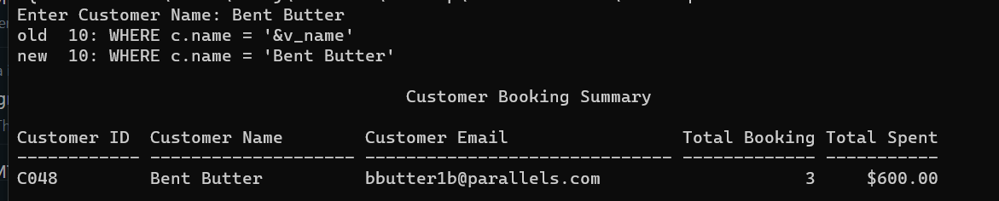 Enter Customer Name: Bent Butter
old  10: WHERE c.name = '&v_name'
new  10: WHERE c.name = 'Bent Butter'
Customer Booking Summary
Customer ID  Customer Name        Customer Email                 Total Booking Total Spent
------------ -------------------- ------------------------------ ------------- -----------
C048         Bent Butter          bbutter1b@parallels.com                    3     $600.00